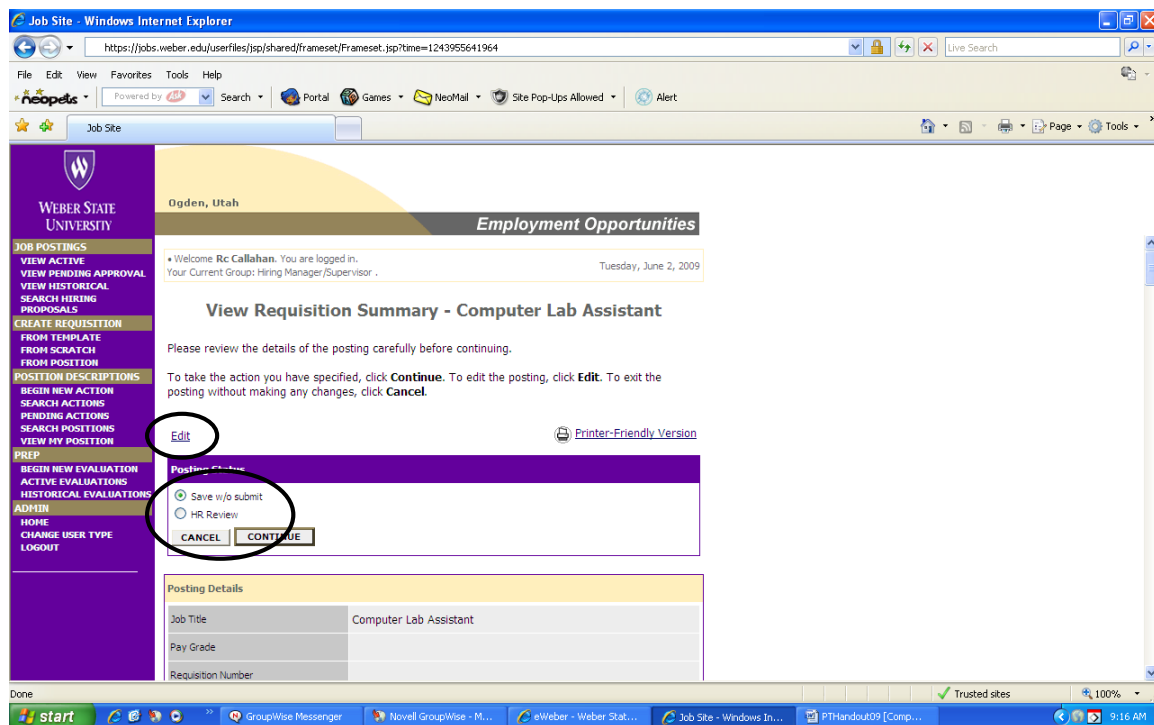 Job Site - Windows Internet Explorer
https://jobs.weber.edu/userfiles/jsp/shared/frameset/Frameset.jsp?time=1243955641964
Live Search
File Edit View Favorites Tools Help
neopets Powered by Ask Search Portal Games NeoMail Site Pop-Ups Allowed Alert
Job Site
Page Tools
W
WEBER STATE
UNIVERSITY
JOB POSTINGS
VIEW ACTIVE
VIEW PENDING APPROVAL
VIEW HISTORICAL
SEARCH HIRING
PROPOSALS
CREATE REQUISITION
FROM TEMPLATE
FROM SCRATCH
FROM POSITION
POSITION DESCRIPTIONS
BEGIN NEW ACTION
SEARCH ACTIONS
PENDING ACTIONS
SEARCH POSITIONS
VIEW MY POSITION
PREP
BEGIN NEW EVALUATION
ACTIVE EVALUATIONS
HISTORICAL EVALUATIONS
ADMIN
HOME
CHANGE USER TYPE
LOGOUT
Ogden, Utah
Employment Opportunities
• Welcome Rc Callahan. You are logged in.
Your Current Group: Hiring Manager/Supervisor .
Tuesday, June 2, 2009
View Requisition Summary - Computer Lab Assistant
Please review the details of the posting carefully before continuing.
To take the action you have specified, click Continue. To edit the posting, click Edit. To exit the
posting without making any changes, click Cancel.
Edit
Printer-Friendly Version
Posting Status
Save w/o submit
HR Review
CANCEL CONTINUE
Posting Details
Job Title Computer Lab Assistant
Pay Grade
Requisition Number
Done Trusted sites 100%
start GroupWise Messenger Novell GroupWise - M... eWeber - Weber Stat... Job Site - Windows In... PTHandout09 [Comp... 9:16 AM